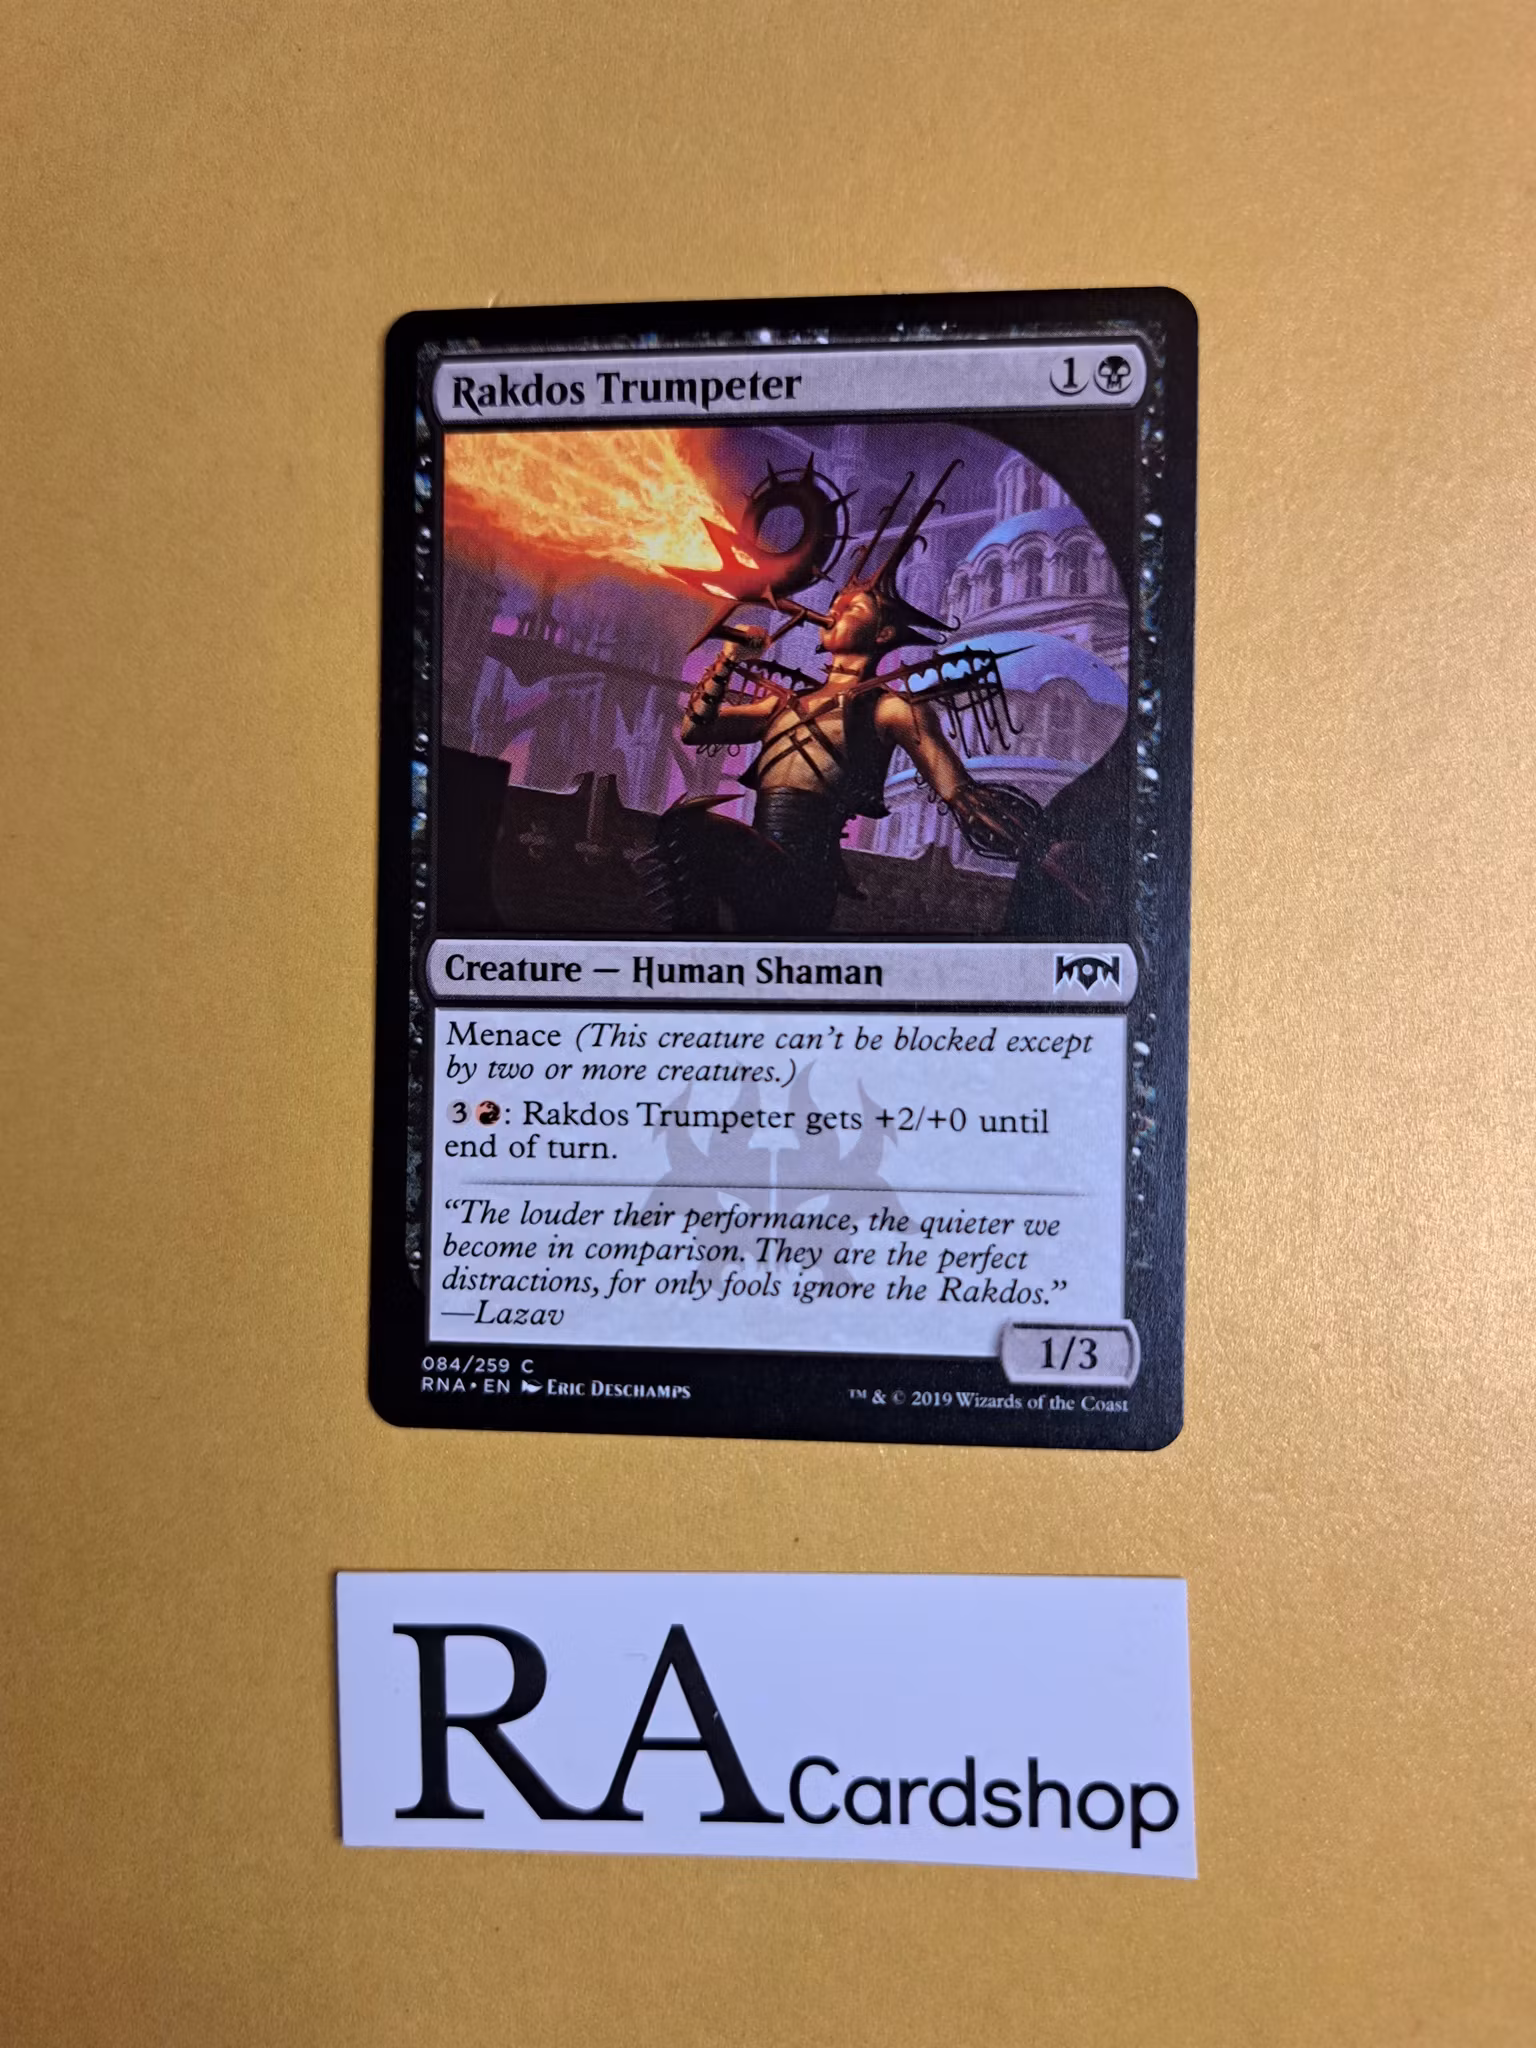 Rakdos Trumpeter 1
Creature — Human Shaman
Menace (This creature can't be blocked except
by two or more creatures.)
3: Rakdos Trumpeter gets +2/+0 until
end of turn.
“The louder their performance, the quieter we
become in comparison. They are the perfect
distractions, for only fools ignore the Rakdos.”
—Lazav
1/3
084/259 C
RNA • EN Eric Deschamps
™ & © 2019 Wizards of the Coast
RA Cardshop